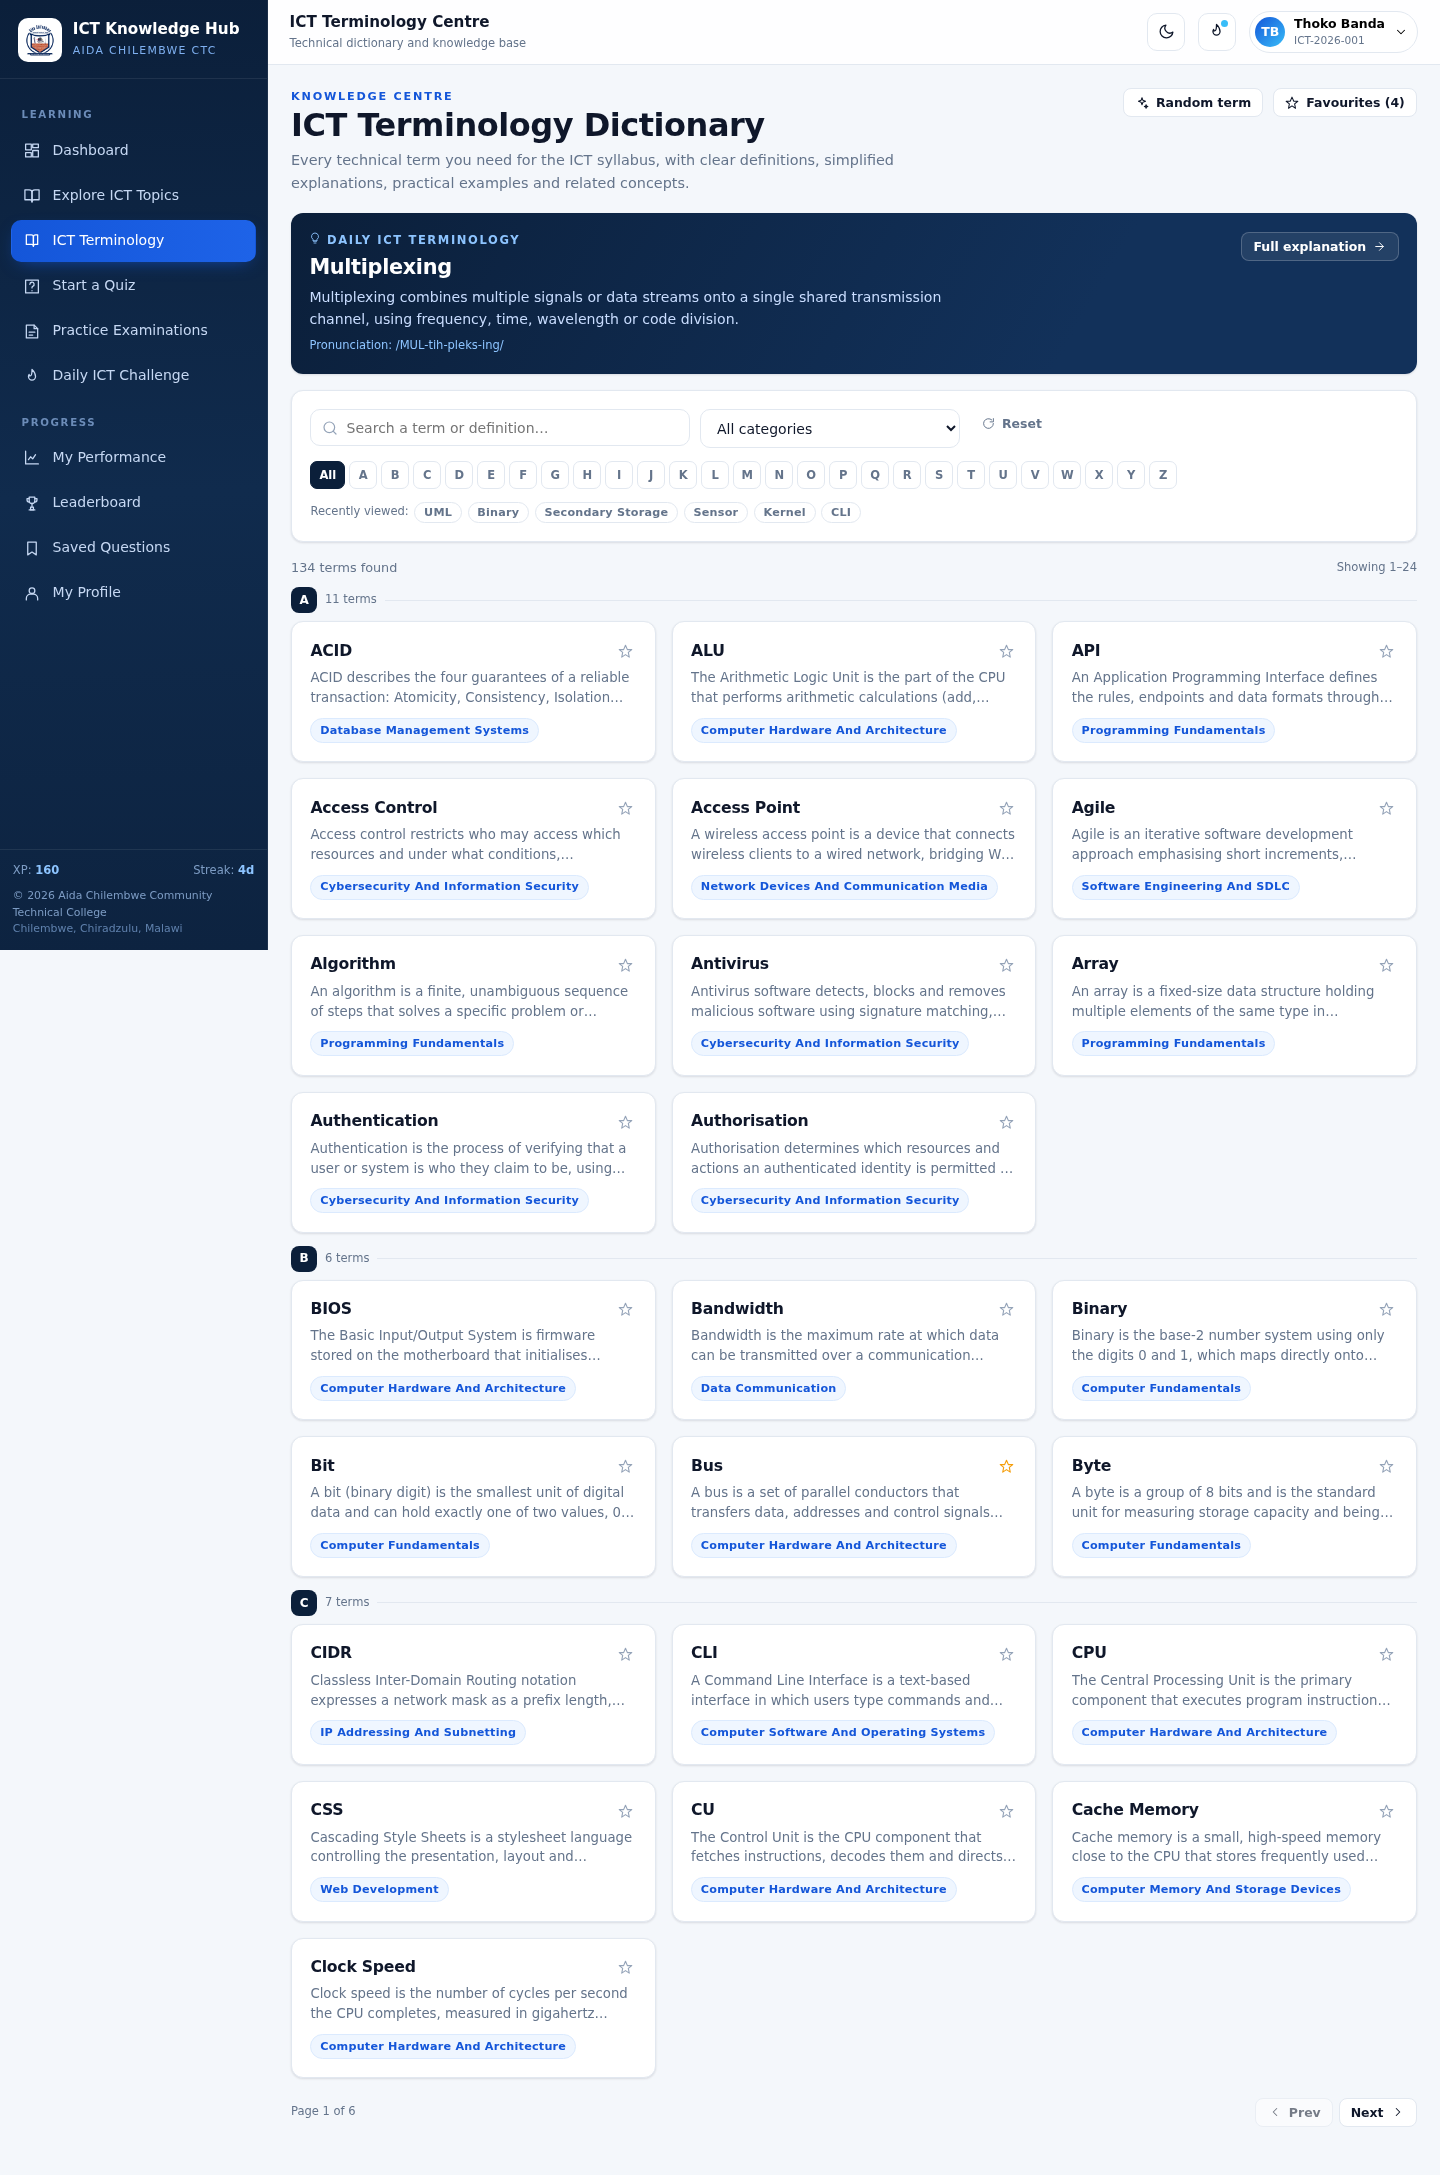 ICT Knowledge Hub
AIDA CHILEMBWE CTC
LEARNING
Dashboard
Explore ICT Topics
ICT Terminology
Start a Quiz
Practice Examinations
Daily ICT Challenge
PROGRESS
My Performance
Leaderboard
Saved Questions
My Profile
XP: 160
Streak: 4d
© 2026 Aida Chilembwe Community
Technical College
Chilembwe, Chiradzulu, Malawi
ICT Terminology Centre
Technical dictionary and knowledge base
TB
Thoko Banda
ICT-2026-001
KNOWLEDGE CENTRE
ICT Terminology Dictionary
Every technical term you need for the ICT syllabus, with clear definitions, simplified
explanations, practical examples and related concepts.
Random term
Favourites (4)
DAILY ICT TERMINOLOGY
Multiplexing
Multiplexing combines multiple signals or data streams onto a single shared transmission
channel, using frequency, time, wavelength or code division.
Pronunciation: /MUL-tih-pleks-ing/
Full explanation
Search a term or definition...
All categories
Reset
All A B C D E F G H I J K L M N O P Q R S T U V W X Y Z
Recently viewed: UML Binary Secondary Storage Sensor Kernel CLI
134 terms found
Showing 1–24
A 11 terms
ACID
ACID describes the four guarantees of a reliable
transaction: Atomicity, Consistency, Isolation...
Database Management Systems
ALU
The Arithmetic Logic Unit is the part of the CPU
that performs arithmetic calculations (add,...
Computer Hardware And Architecture
API
An Application Programming Interface defines
the rules, endpoints and data formats through...
Programming Fundamentals
Access Control
Access control restricts who may access which
resources and under what conditions,...
Cybersecurity And Information Security
Access Point
A wireless access point is a device that connects
wireless clients to a wired network, bridging W...
Network Devices And Communication Media
Agile
Agile is an iterative software development
approach emphasising short increments,...
Software Engineering And SDLC
Algorithm
An algorithm is a finite, unambiguous sequence
of steps that solves a specific problem or...
Programming Fundamentals
Antivirus
Antivirus software detects, blocks and removes
malicious software using signature matching,...
Cybersecurity And Information Security
Array
An array is a fixed-size data structure holding
multiple elements of the same type in...
Programming Fundamentals
Authentication
Authentication is the process of verifying that a
user or system is who they claim to be, using...
Cybersecurity And Information Security
Authorisation
Authorisation determines which resources and
actions an authenticated identity is permitted ...
Cybersecurity And Information Security
B 6 terms
BIOS
The Basic Input/Output System is firmware
stored on the motherboard that initialises...
Computer Hardware And Architecture
Bandwidth
Bandwidth is the maximum rate at which data
can be transmitted over a communication...
Data Communication
Binary
Binary is the base-2 number system using only
the digits 0 and 1, which maps directly onto...
Computer Fundamentals
Bit
A bit (binary digit) is the smallest unit of digital
data and can hold exactly one of two values, 0...
Computer Fundamentals
Bus
A bus is a set of parallel conductors that
transfers data, addresses and control signals...
Computer Hardware And Architecture
Byte
A byte is a group of 8 bits and is the standard
unit for measuring storage capacity and being...
Computer Fundamentals
C 7 terms
CIDR
Classless Inter-Domain Routing notation
expresses a network mask as a prefix length,...
IP Addressing And Subnetting
CLI
A Command Line Interface is a text-based
interface in which users type commands and...
Computer Software And Operating Systems
CPU
The Central Processing Unit is the primary
component that executes program instruction...
Computer Hardware And Architecture
CSS
Cascading Style Sheets is a stylesheet language
controlling the presentation, layout and...
Web Development
CU
The Control Unit is the CPU component that
fetches instructions, decodes them and directs...
Computer Hardware And Architecture
Cache Memory
Cache memory is a small, high-speed memory
close to the CPU that stores frequently used...
Computer Memory And Storage Devices
Clock Speed
Clock speed is the number of cycles per second
the CPU completes, measured in gigahertz...
Computer Hardware And Architecture
Page 1 of 6
Prev
Next